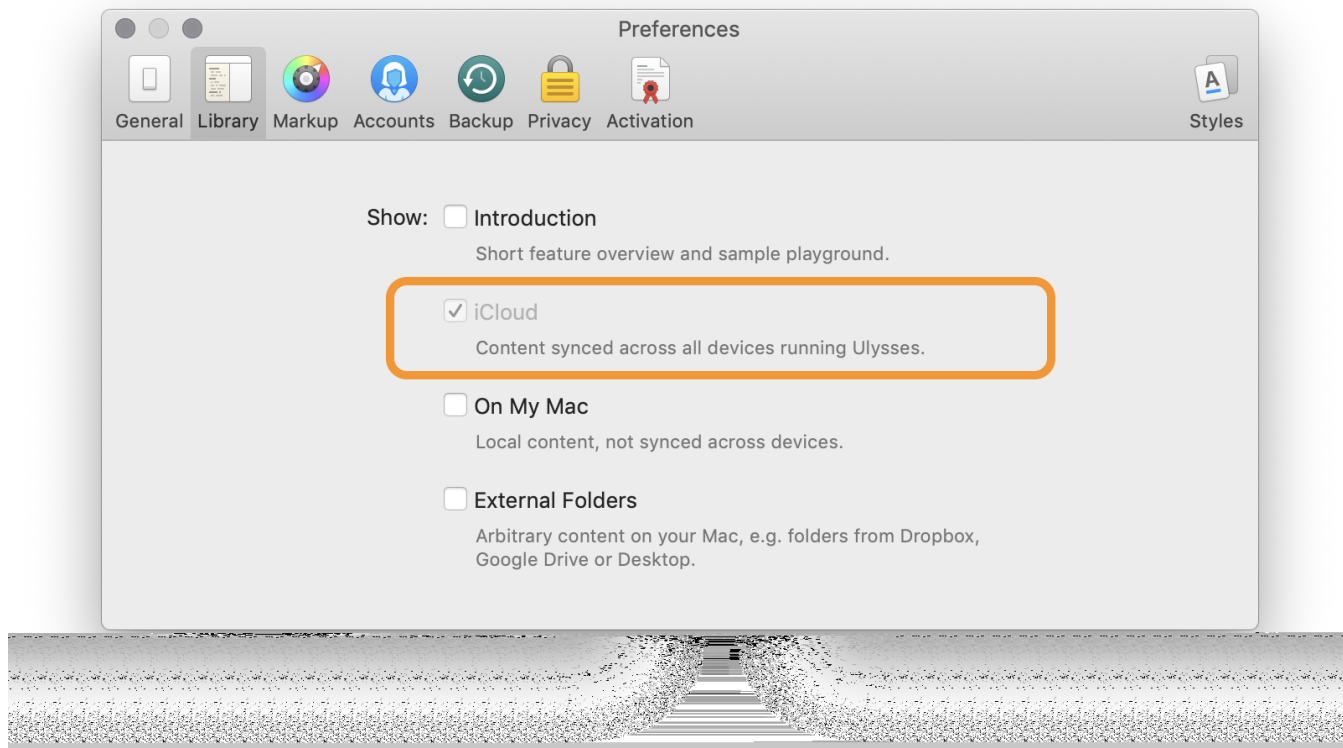 Preferences
General Library Markup Accounts Backup Privacy Activation Styles
Show: Introduction
Short feature overview and sample playground.
iCloud
Content synced across all devices running Ulysses.
On My Mac
Local content, not synced across devices.
External Folders
Arbitrary content on your Mac, e.g. folders from Dropbox,
Google Drive or Desktop.